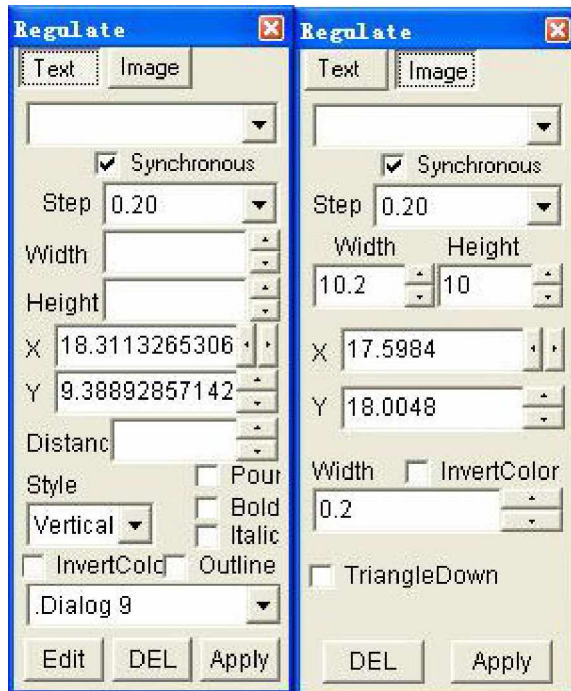 Regulate
Text Image
Synchronous
Step 0.20
Width
Height
X 18.3113265306
Y 9.38892857142
Distanc
Style
Pour
Vertical
Bold
Italic
InvertColc Outline
.Dialog 9
Edit DEL Apply
Regulate
Text Image
Synchronous
Step 0.20
Width Height
10.2 10
X 17.5984
Y 18.0048
Width InvertColor
0.2
TriangleDown
DEL Apply